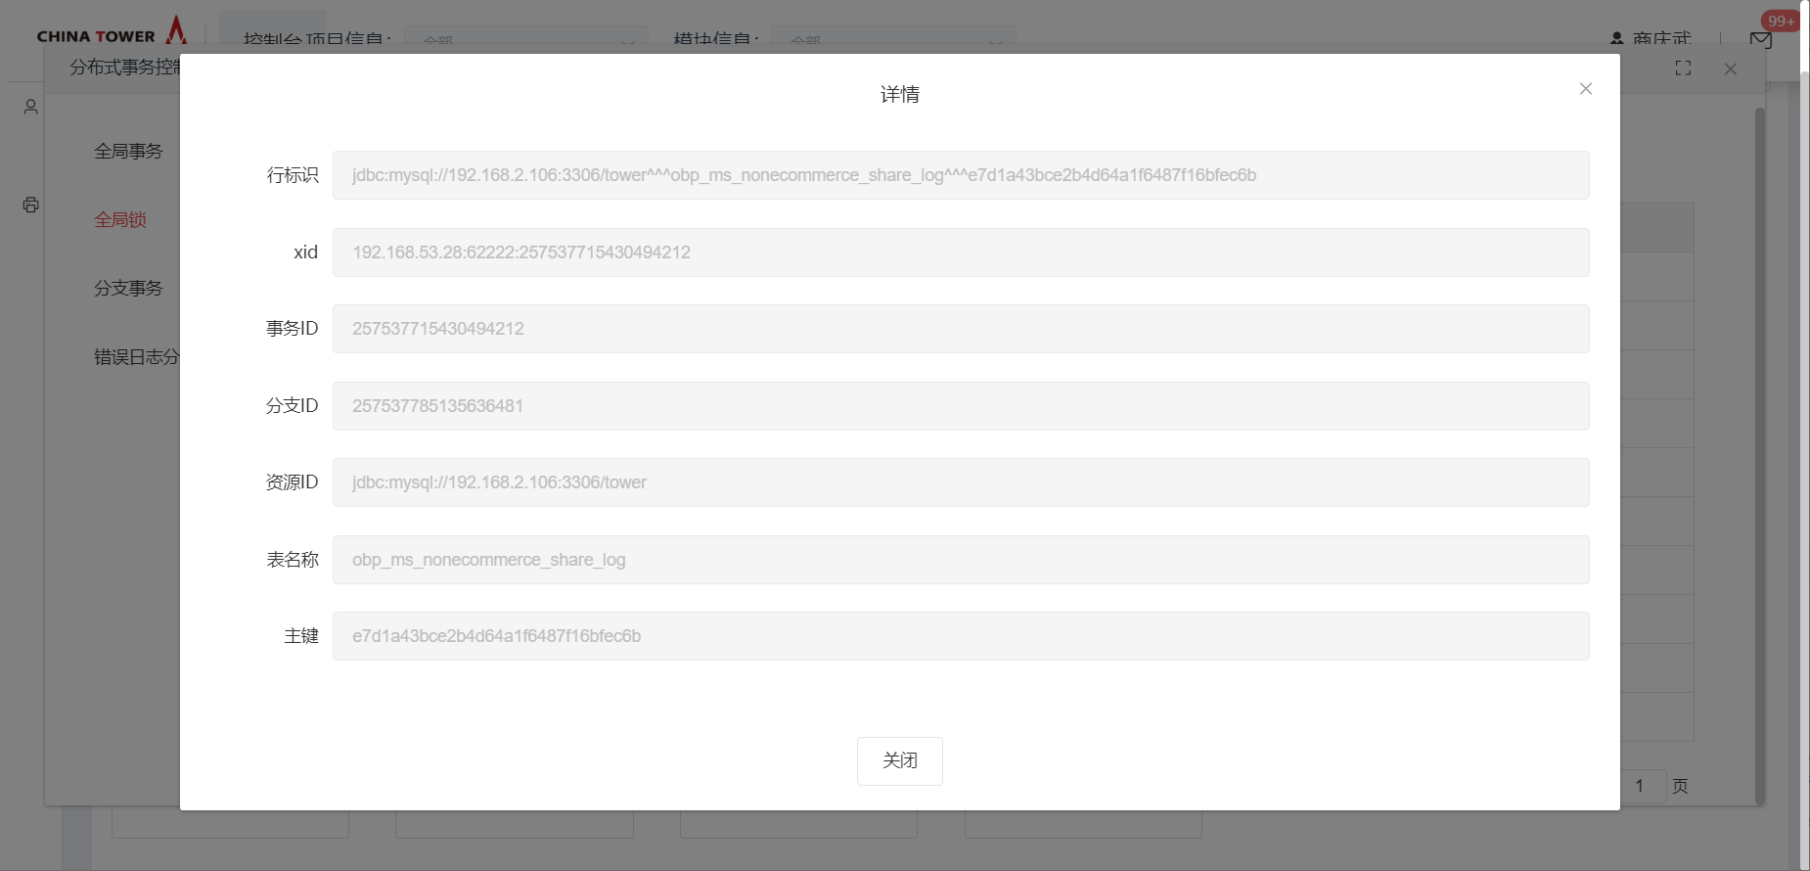 CHINA TOWER
控制台 项目信息: 全部 模块信息: 全部
商庆武
99+
分布式事务控制
全局事务
全局锁
分支事务
错误日志分
详情
行标识 jdbc:mysql://192.168.2.106:3306/tower^^^obp_ms_nonecommerce_share_log^^^e7d1a43bce2b4d64a1f6487f16bfec6b
xid 192.168.53.28:62222:257537715430494212
事务ID 257537715430494212
分支ID 257537785135636481
资源ID jdbc:mysql://192.168.2.106:3306/tower
表名称 obp_ms_nonecommerce_share_log
主键 e7d1a43bce2b4d64a1f6487f16bfec6b
关闭
1 页